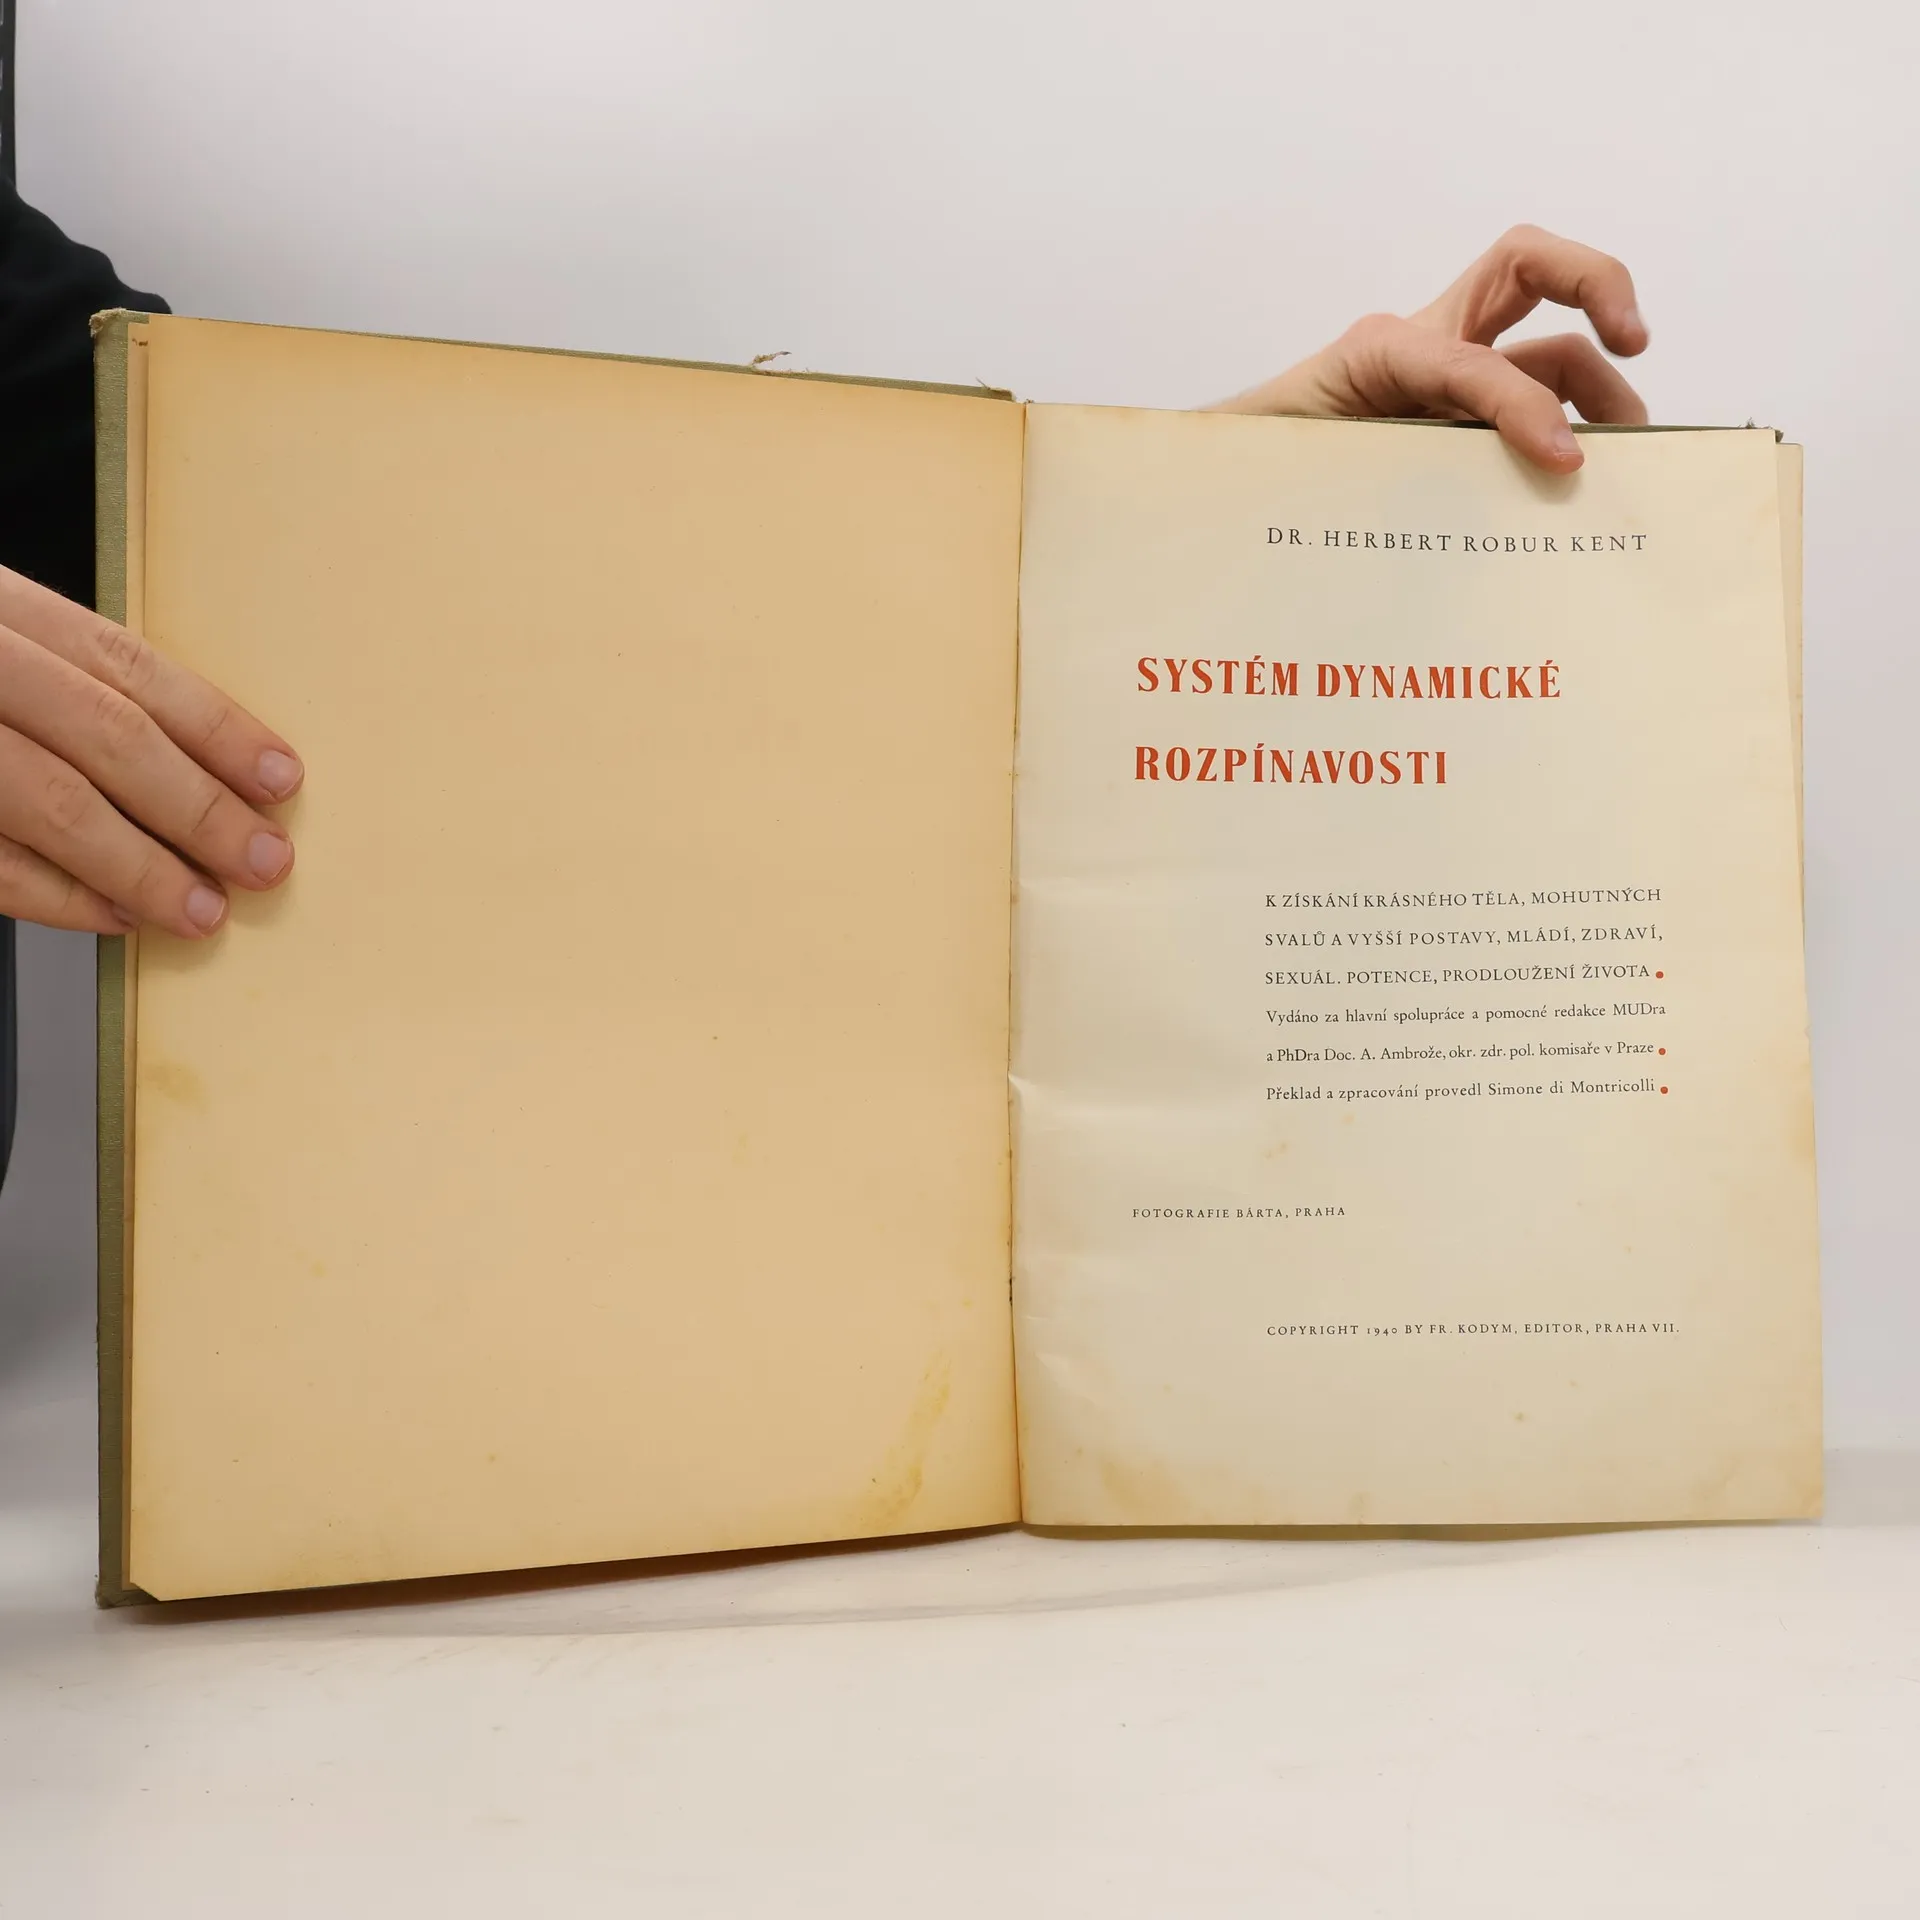 DR. HERBERT ROBUR KENT
SYSTÉM DYNAMICKÉ
ROZPÍNAVOSTI
K ZÍSKÁNÍ KRÁSNÉHO TĚLA, MOHUTNÝCH
SVALŮ A VYŠŠÍ POSTAVY, MLÁDÍ, ZDRAVÍ,
SEXUÁL. POTENCE, PRODLOUŽENÍ ŽIVOTA
Vydáno za hlavní spolupráce a pomocné redakce MUDra
a PhDra Doc. A. Ambrože, okr. zdr. pol. komisaře v Praze
Překlad a zpracování provedl Simone di Montricolli
FOTOGRAFIE BÁRTA, PRAHA
COPYRIGHT 1940 BY FR. KODYM, EDITOR, PRAHA VII.